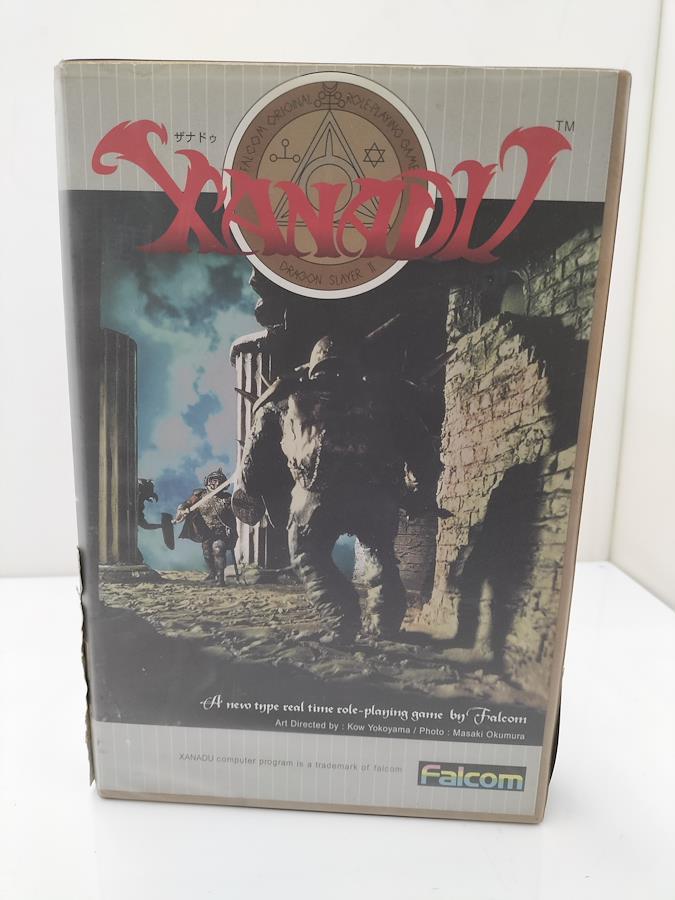 FALCOM ORIGINAL ROLE-PLAYING GAME
ザナドゥ
TM
XANADU
DRAGON SLAYER II
A new type real time role-playing game by Falcom
Art Directed by : Kow Yokoyama / Photo : Masaki Okumura
XANADU computer program is a trademark of falcom
Falcom